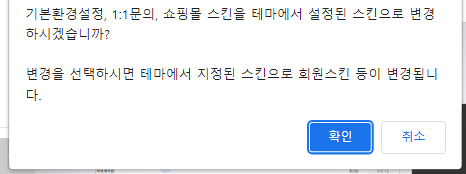 기본환경설정, 1:1문의, 쇼핑몰 스킨을 테마에서 설정된 스킨으로 변경
하시겠습니까?
변경을 선택하시면 테마에서 지정된 스킨으로 회원스킨 등이 변경됩니
다.
확인 취소